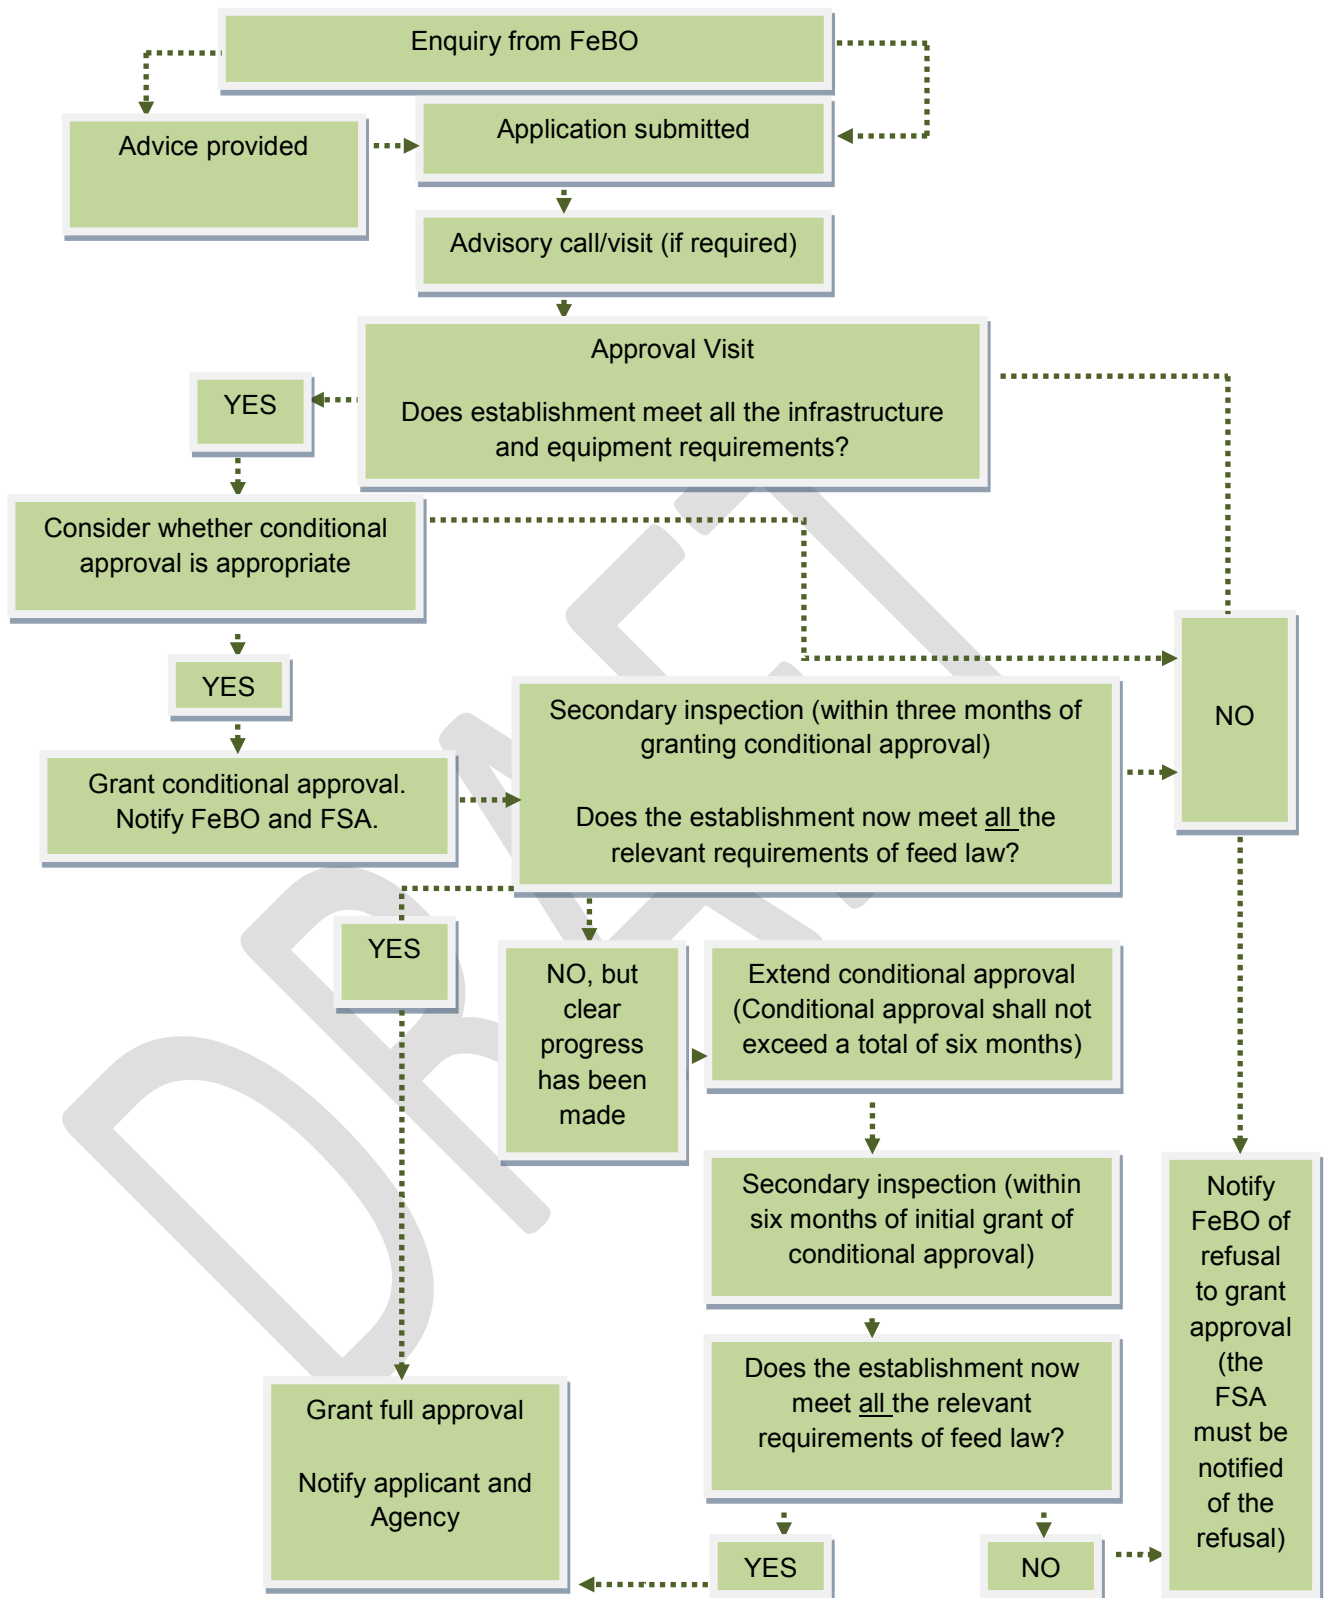 Enquiry from FeBO
Advice provided
Application submitted
Advisory call/visit (if required)
Approval Visit
Does establishment meet all the infrastructure
and equipment requirements?
YES
Consider whether conditional
approval is appropriate
YES
Grant conditional approval.
Notify FeBO and FSA.
Secondary inspection (within three months of
granting conditional approval)
Does the establishment now meet all the
relevant requirements of feed law?
NO
YES
NO, but
clear
progress
has been
made
Extend conditional approval
(Conditional approval shall not
exceed a total of six months)
Secondary inspection (within
six months of initial grant of
conditional approval)
Does the establishment now
meet all the relevant
requirements of feed law?
YES
NO
Grant full approval
Notify applicant and
Agency
Notify
FeBO of
refusal
to grant
approval
(the
FSA
must be
notified
of the
refusal)
DRAFT